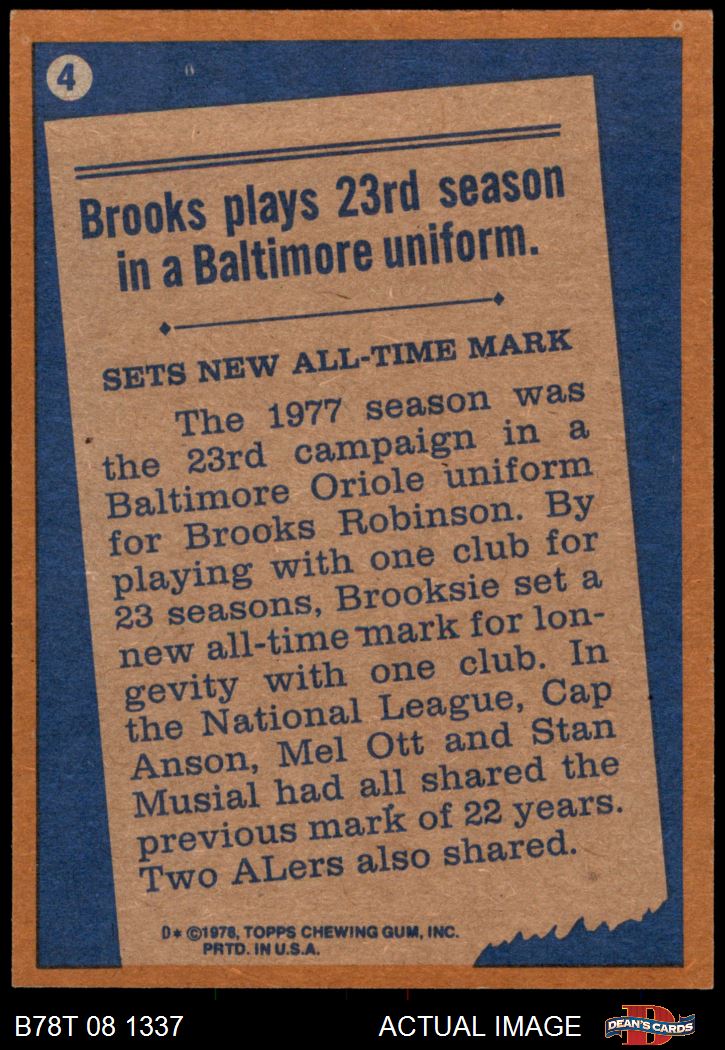 4
Brooks plays 23rd season
in a Baltimore uniform.
SETS NEW ALL-TIME MARK
The 1977 season was
the 23rd campaign in a
Baltimore Oriole uniform
for Brooks Robinson. By
playing with one club for
23 seasons, Brooksie set a
new all-time mark for lon-
gevity with one club. In
the National League, Cap
Anson, Mel Ott and Stan
Musial had all shared the
previous mark of 22 years.
Two ALers also shared.
D* ©1978, TOPPS CHEWING GUM, INC.
PRTD. IN U.S.A.
B78T 08 1337
ACTUAL IMAGE
D
DEAN'S CARDS